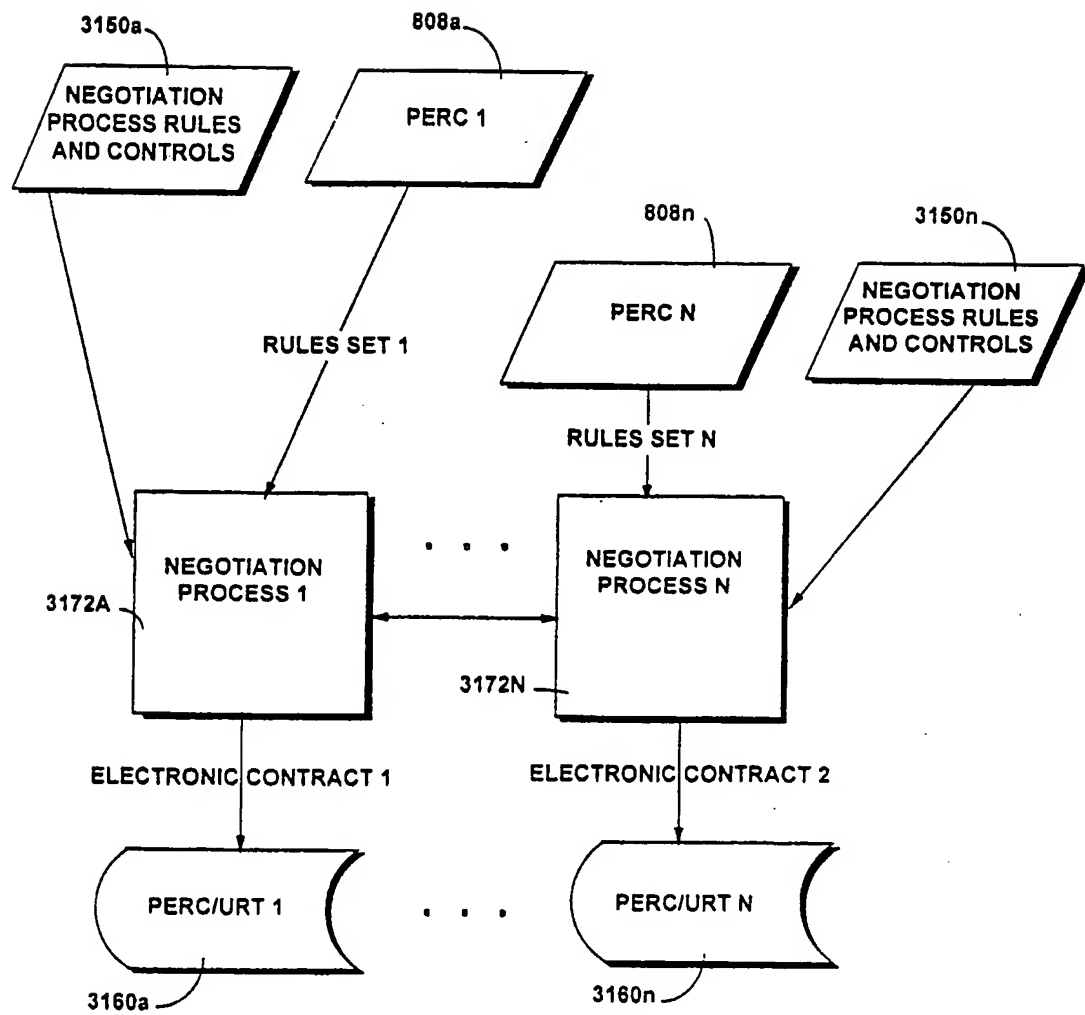 3150a
808a
NEGOTIATION
PROCESS RULES
AND CONTROLS
PERC 1
808n
3150n
PERC N
NEGOTIATION
PROCESS RULES
AND CONTROLS
RULES SET 1
RULES SET N
NEGOTIATION
PROCESS 1
. . .
NEGOTIATION
PROCESS N
3172A
3172N
ELECTRONIC CONTRACT 1
ELECTRONIC CONTRACT 2
PERC/URT 1
. . .
PERC/URT N
3160a
3160n